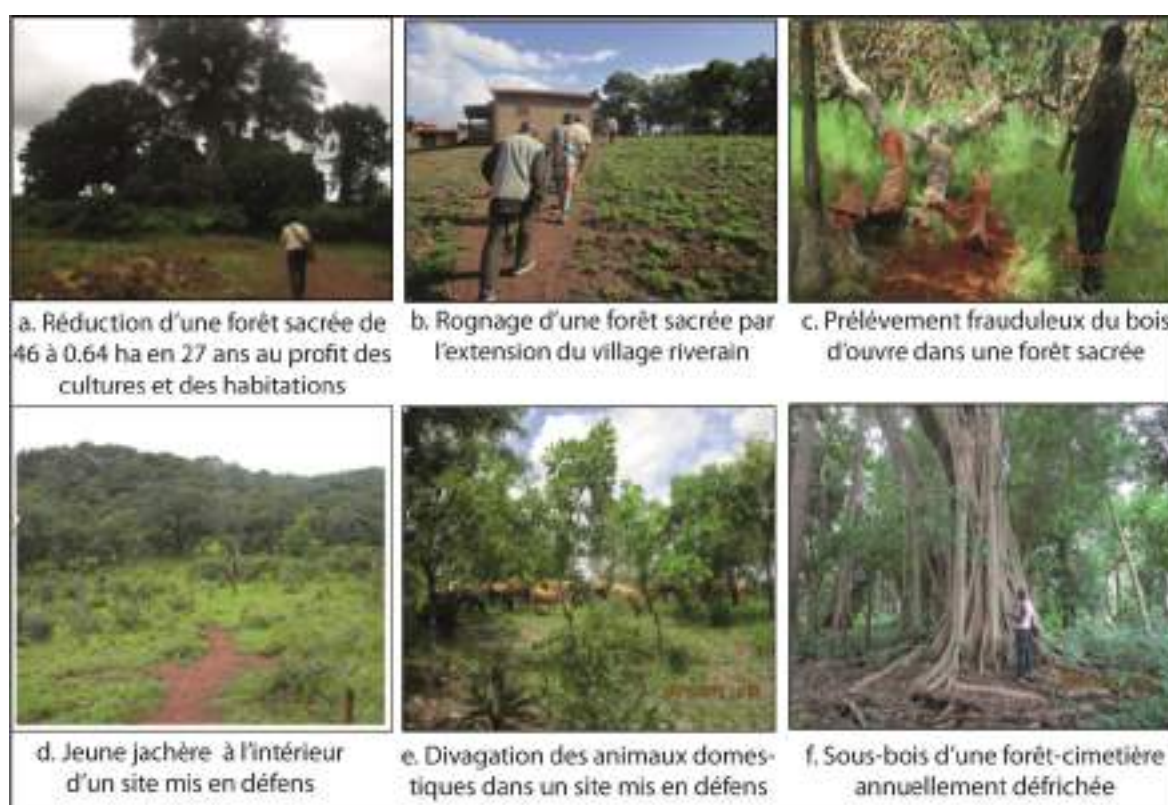 a. Réduction d'une forêt sacrée de
46 à 0.64 ha en 27 ans au profit des
cultures et des habitations
b. Rognage d'une forêt sacrée par
l'extension du village riverain
c. Prélévement frauduleux du bois
d'ouvre dans une forêt sacrée
d. Jeune jachère à l'intérieur
d'un site mis en défens
e. Divagation des animaux domes-
tiques dans un site mis en défens
f. Sous-bois d'une forêt-cimetière
annuellement défrichée